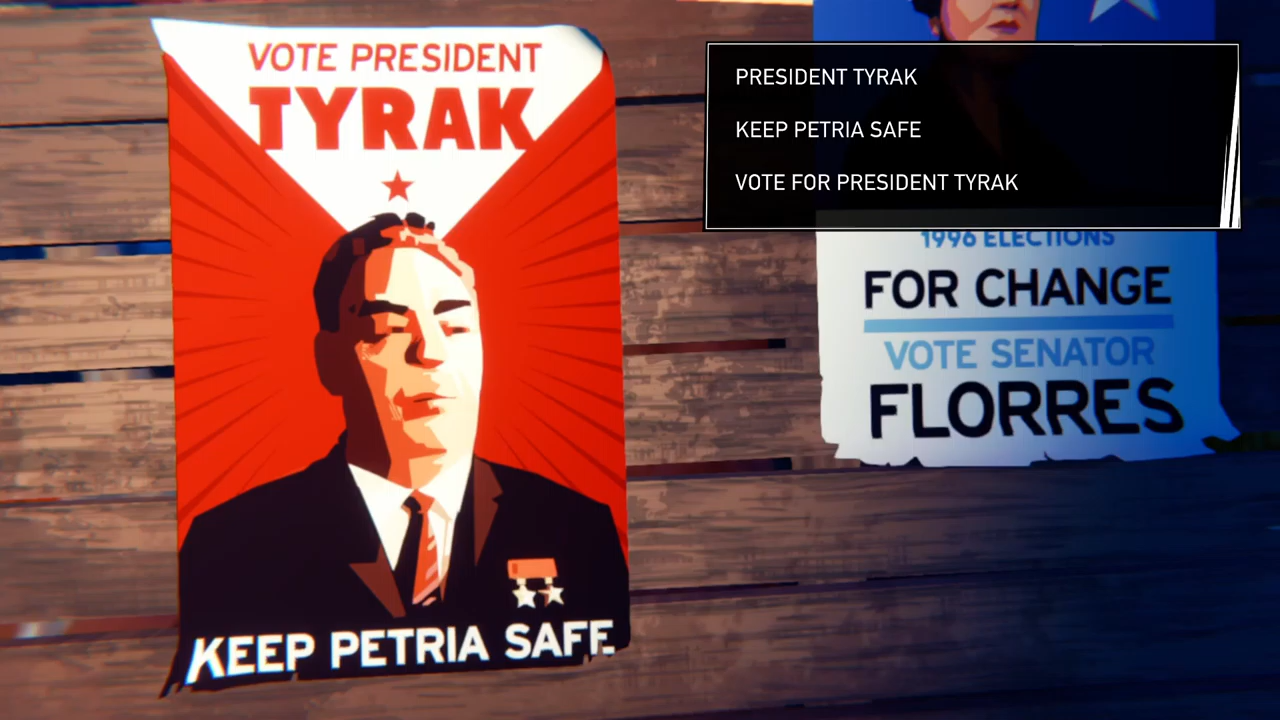 VOTE PRESIDENT
TYRAK
KEEP PETRIA SAFE
PRESIDENT TYRAK
KEEP PETRIA SAFE
VOTE FOR PRESIDENT TYRAK
1996 ELECTIONS
FOR CHANGE
VOTE SENATOR
FLORRES